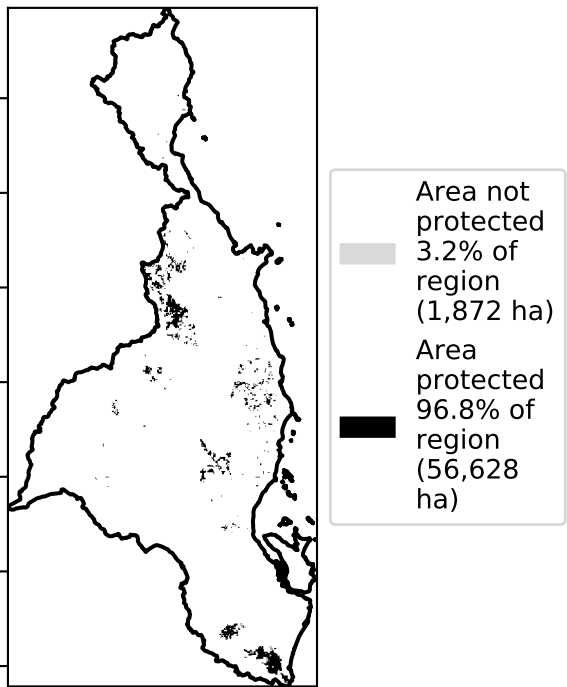 Area not
protected
3.2% of
region
(1,872 ha)
Area
protected
96.8% of
region
(56,628
ha)